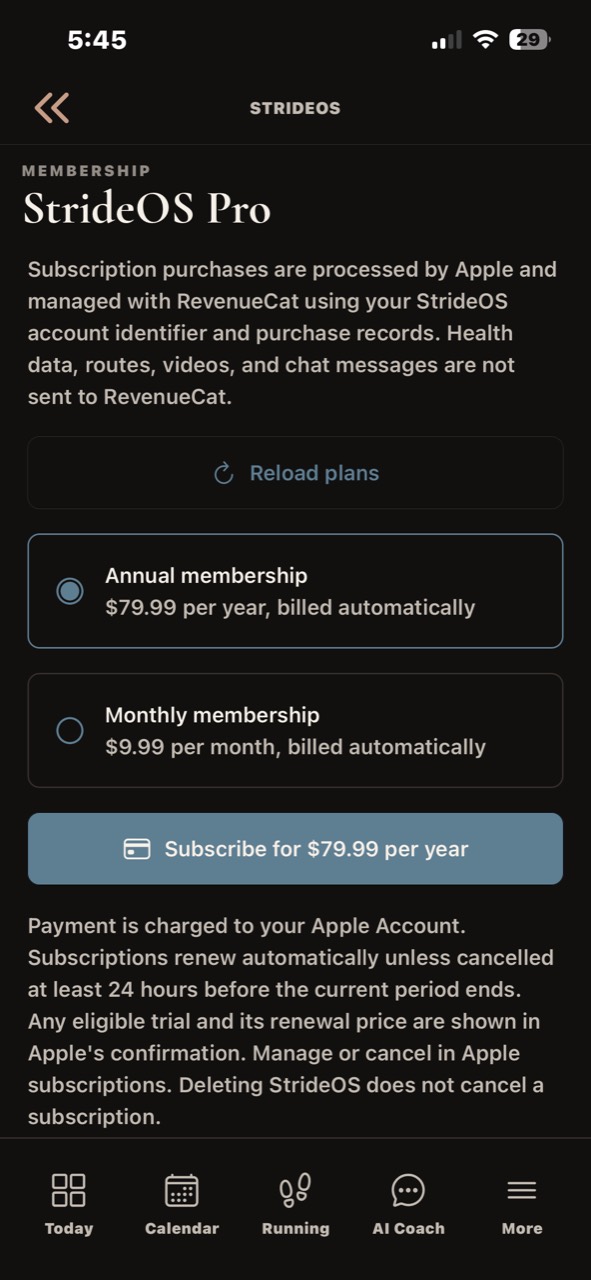 5:45
29
STRIDEOS
MEMBERSHIP
StrideOS Pro
Subscription purchases are processed by Apple and
managed with RevenueCat using your StrideOS
account identifier and purchase records. Health
data, routes, videos, and chat messages are not
sent to RevenueCat.
Reload plans
Annual membership
$79.99 per year, billed automatically
Monthly membership
$9.99 per month, billed automatically
Subscribe for $79.99 per year
Payment is charged to your Apple Account.
Subscriptions renew automatically unless cancelled
at least 24 hours before the current period ends.
Any eligible trial and its renewal price are shown in
Apple's confirmation. Manage or cancel in Apple
subscriptions. Deleting StrideOS does not cancel a
subscription.
Today
Calendar
Running
AI Coach
More